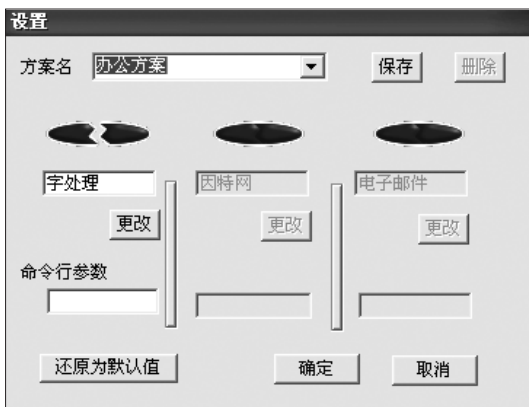 设置
方案名 办公方案 保存 删除
字处理 因特网 电子邮件
更改 更改 更改
命令行参数
还原为默认值 确定 取消